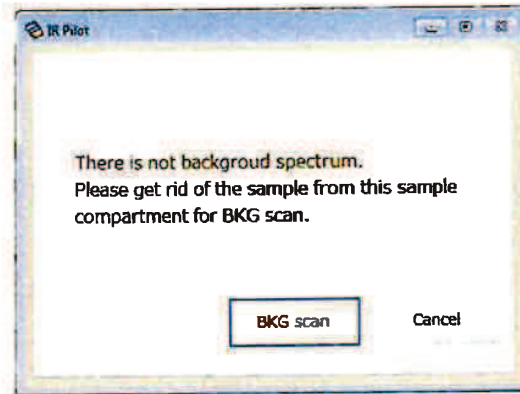 IR Pilot
There is not backgroud spectrum.
Please get rid of the sample from this sample
compartment for BKG scan.
BKG scan
Cancel